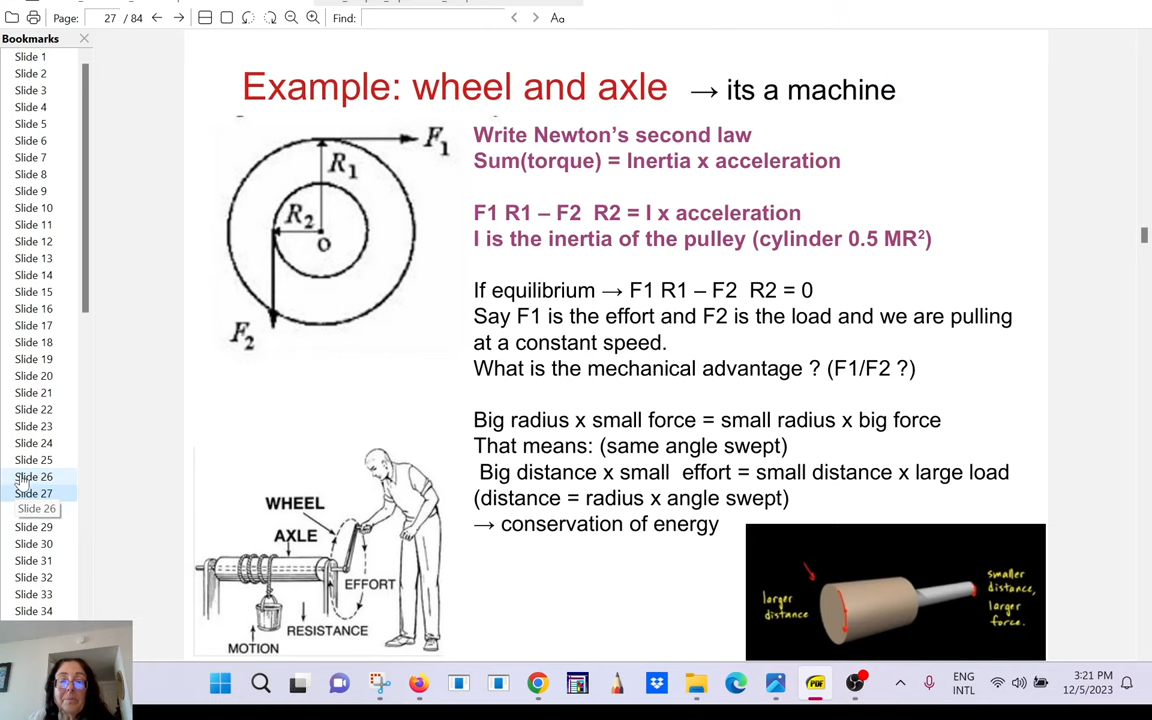 Page:
27 / 84
Find:
Aa
Bookmarks
Slide 1
Slide 2
Slide 3
Slide 4
Slide 5
Slide 6
Slide 7
Slide 8
Slide 9
Slide 10
Slide 11
Slide 12
Slide 13
Slide 14
Slide 15
Slide 16
Slide 17
Slide 18
Slide 19
Slide 20
Slide 21
Slide 22
Slide 23
Slide 24
Slide 25
Slide 26
Slide 27
Slide 26
Slide 29
Slide 30
Slide 31
Slide 32
Slide 33
Slide 34
Example: wheel and axle → its a machine
F1
R1
R2
O
F2
Write Newton's second law
Sum(torque) = Inertia x acceleration
F1 R1 – F2 R2 = I x acceleration
I is the inertia of the pulley (cylinder 0.5 MR²)
If equilibrium → F1 R1 – F2 R2 = 0
Say F1 is the effort and F2 is the load and we are pulling
at a constant speed.
What is the mechanical advantage ? (F1/F2 ?)
Big radius x small force = small radius x big force
That means: (same angle swept)
Big distance x small effort = small distance x large load
(distance = radius x angle swept)
→ conservation of energy
WHEEL
AXLE
EFFORT
RESISTANCE
MOTION
larger
distance
smaller
distance,
larger
force.
ENG
INTL
3:21 PM
12/5/2023
PDF